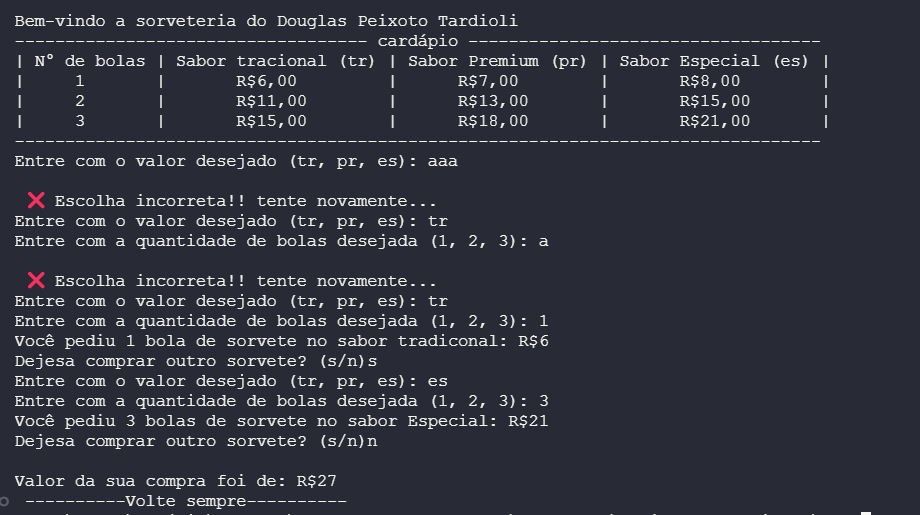 Bem-vindo a sorveteria do Douglas Peixoto Tardioli
----------------------------------- cardápio -----------------------------------
| N° de bolas | Sabor tracional (tr) | Sabor Premium (pr) | Sabor Especial (es) |
| 1 | R$6,00 | R$7,00 | R$8,00 |
| 2 | R$11,00 | R$13,00 | R$15,00 |
| 3 | R$15,00 | R$18,00 | R$21,00 |
--------------------------------------------------------------------------------
Entre com o valor desejado (tr, pr, es): aaa
❌ Escolha incorreta!! tente novamente...
Entre com o valor desejado (tr, pr, es): tr
Entre com a quantidade de bolas desejada (1, 2, 3): a
❌ Escolha incorreta!! tente novamente...
Entre com o valor desejado (tr, pr, es): tr
Entre com a quantidade de bolas desejada (1, 2, 3): 1
Você pediu 1 bola de sorvete no sabor tradiconal: R$6
Dejesa comprar outro sorvete? (s/n)s
Entre com o valor desejado (tr, pr, es): es
Entre com a quantidade de bolas desejada (1, 2, 3): 3
Você pediu 3 bolas de sorvete no sabor Especial: R$21
Dejesa comprar outro sorvete? (s/n)n
Valor da sua compra foi de: R$27
----------Volte sempre----------